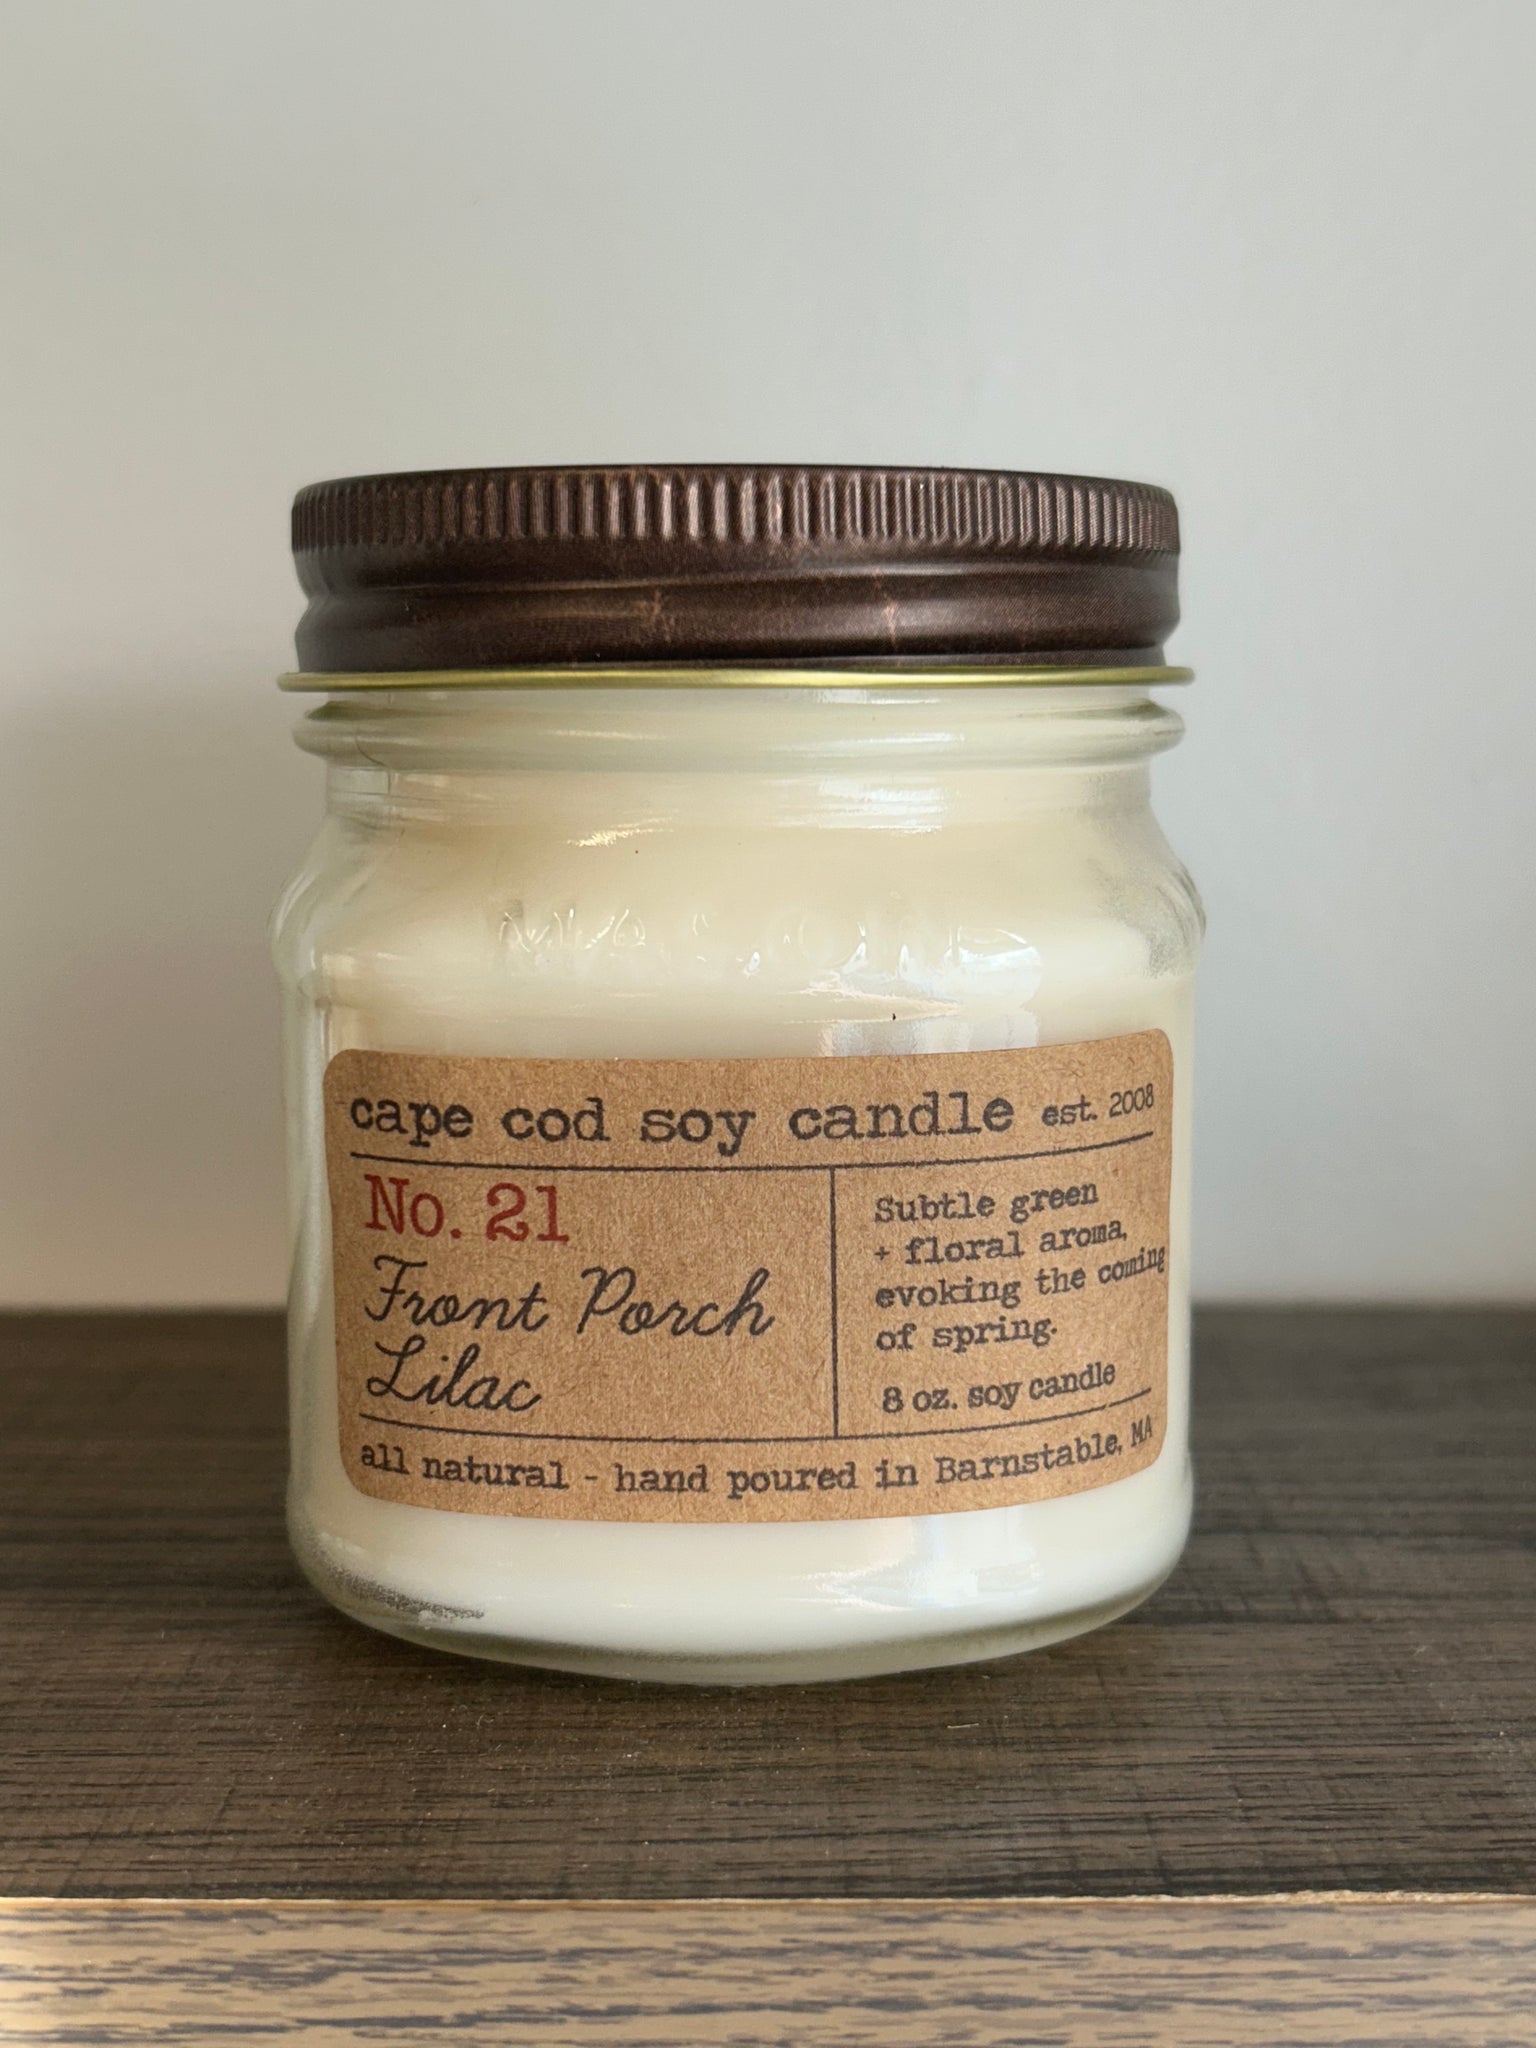 MASON
cape cod soy candle est. 2008
No. 21
Front Porch
Lilac
Subtle green
+ floral aroma,
evoking the coming
of spring.
8 oz. soy candle
all natural - hand poured in Barnstable, MA